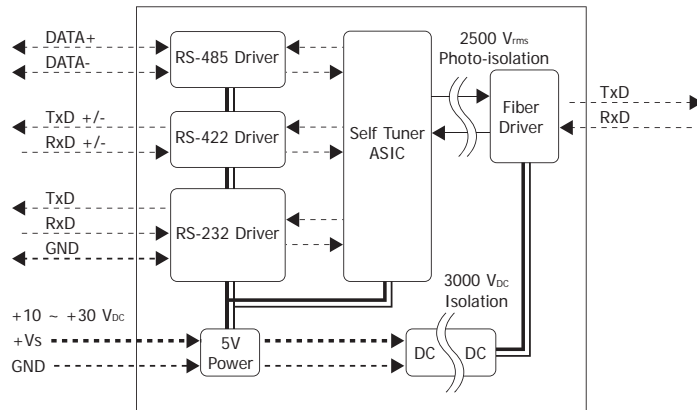 DATA+
DATA-
RS-485 Driver
TxD +/-
RxD +/-
RS-422 Driver
TxD
RxD
GND
RS-232 Driver
Self Tuner
ASIC
2500 Vrms
Photo-isolation
Fiber
Driver
TxD
RxD
3000 VDC
Isolation
+10 ~ +30 VDC
+Vs
GND
5V
Power
DC
DC